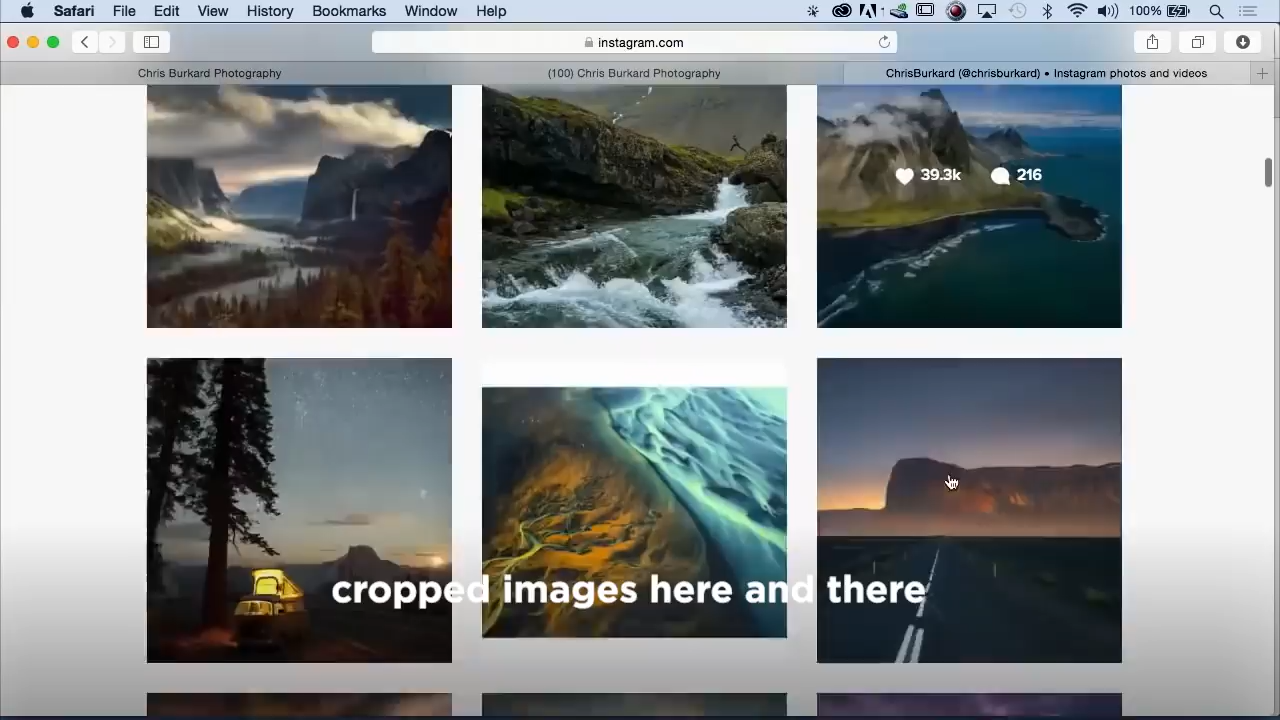 Safari File Edit View History Bookmarks Window Help 100%
instagram.com
Chris Burkard Photography
(100) Chris Burkard Photography
ChrisBurkard (@chrisburkard) • Instagram photos and videos
39.3k 216
cropped images here and there